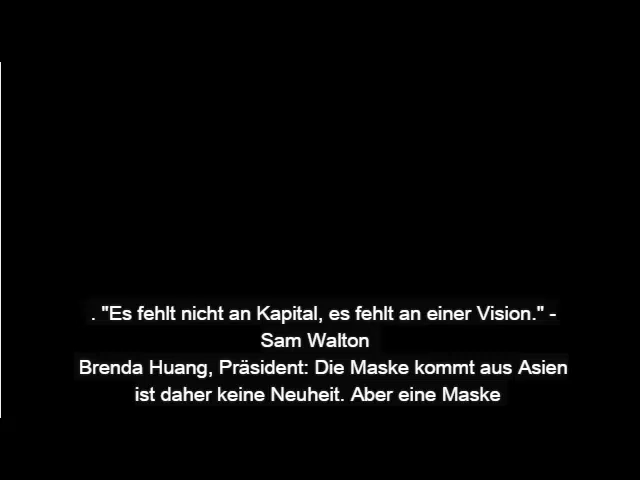 . "Es fehlt nicht an Kapital, es fehlt an einer Vision." -
Sam Walton
Brenda Huang, Präsident: Die Maske kommt aus Asien
ist daher keine Neuheit. Aber eine Maske